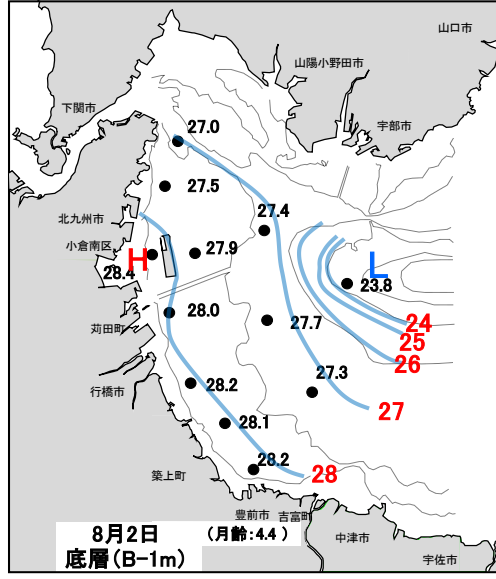 山口市
山陽小野田市
下関市
宇部市
27.0
27.5
北九州市
27.4
小倉南区
H
27.9
L
28.4
23.8
28.0
27.7
24
苅田町
25
26
行橋市
28.2
27.3
27
28.1
28.2
28
築上町
豊前市
吉富町
中津市
宇佐市
8月2日
(月齢:4.4 )
底層(B-1m)